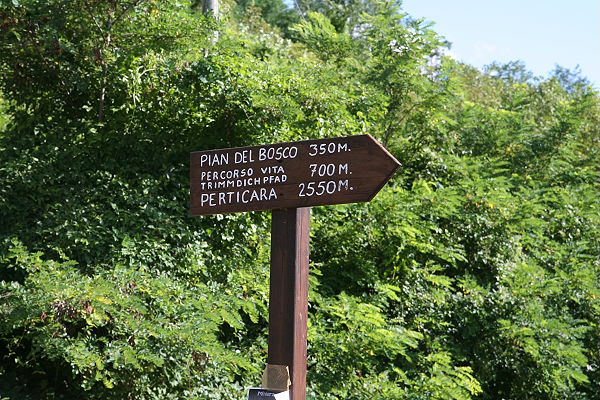 PIAN DEL BOSCO 350M.
PERCORSO VITA 700M.
TRIMMDICHPFAD
PERTICARA 2550M.